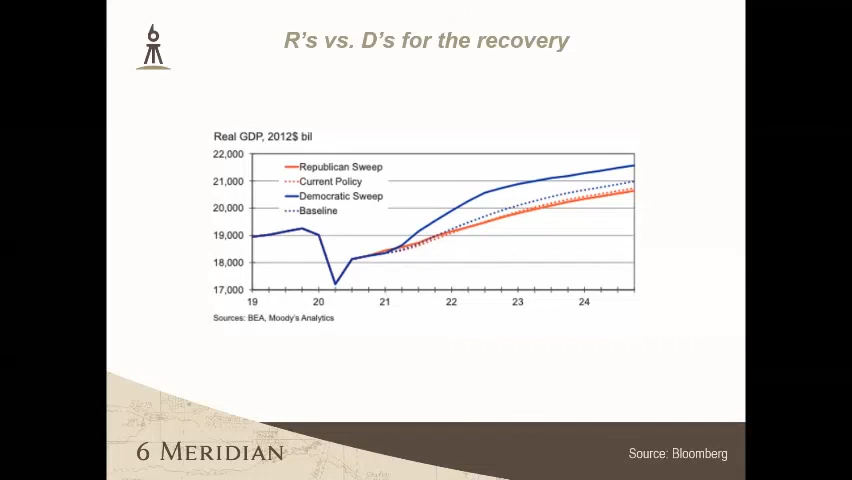 R's vs. D's for the recovery
Real GDP, 2012$ bil
22,000
21,000
20,000
19,000
18,000
17,000
Republican Sweep
Current Policy
Democratic Sweep
Baseline
19 20 21 22 23 24
Sources: BEA, Moody's Analytics
6 MERIDIAN
Source: Bloomberg